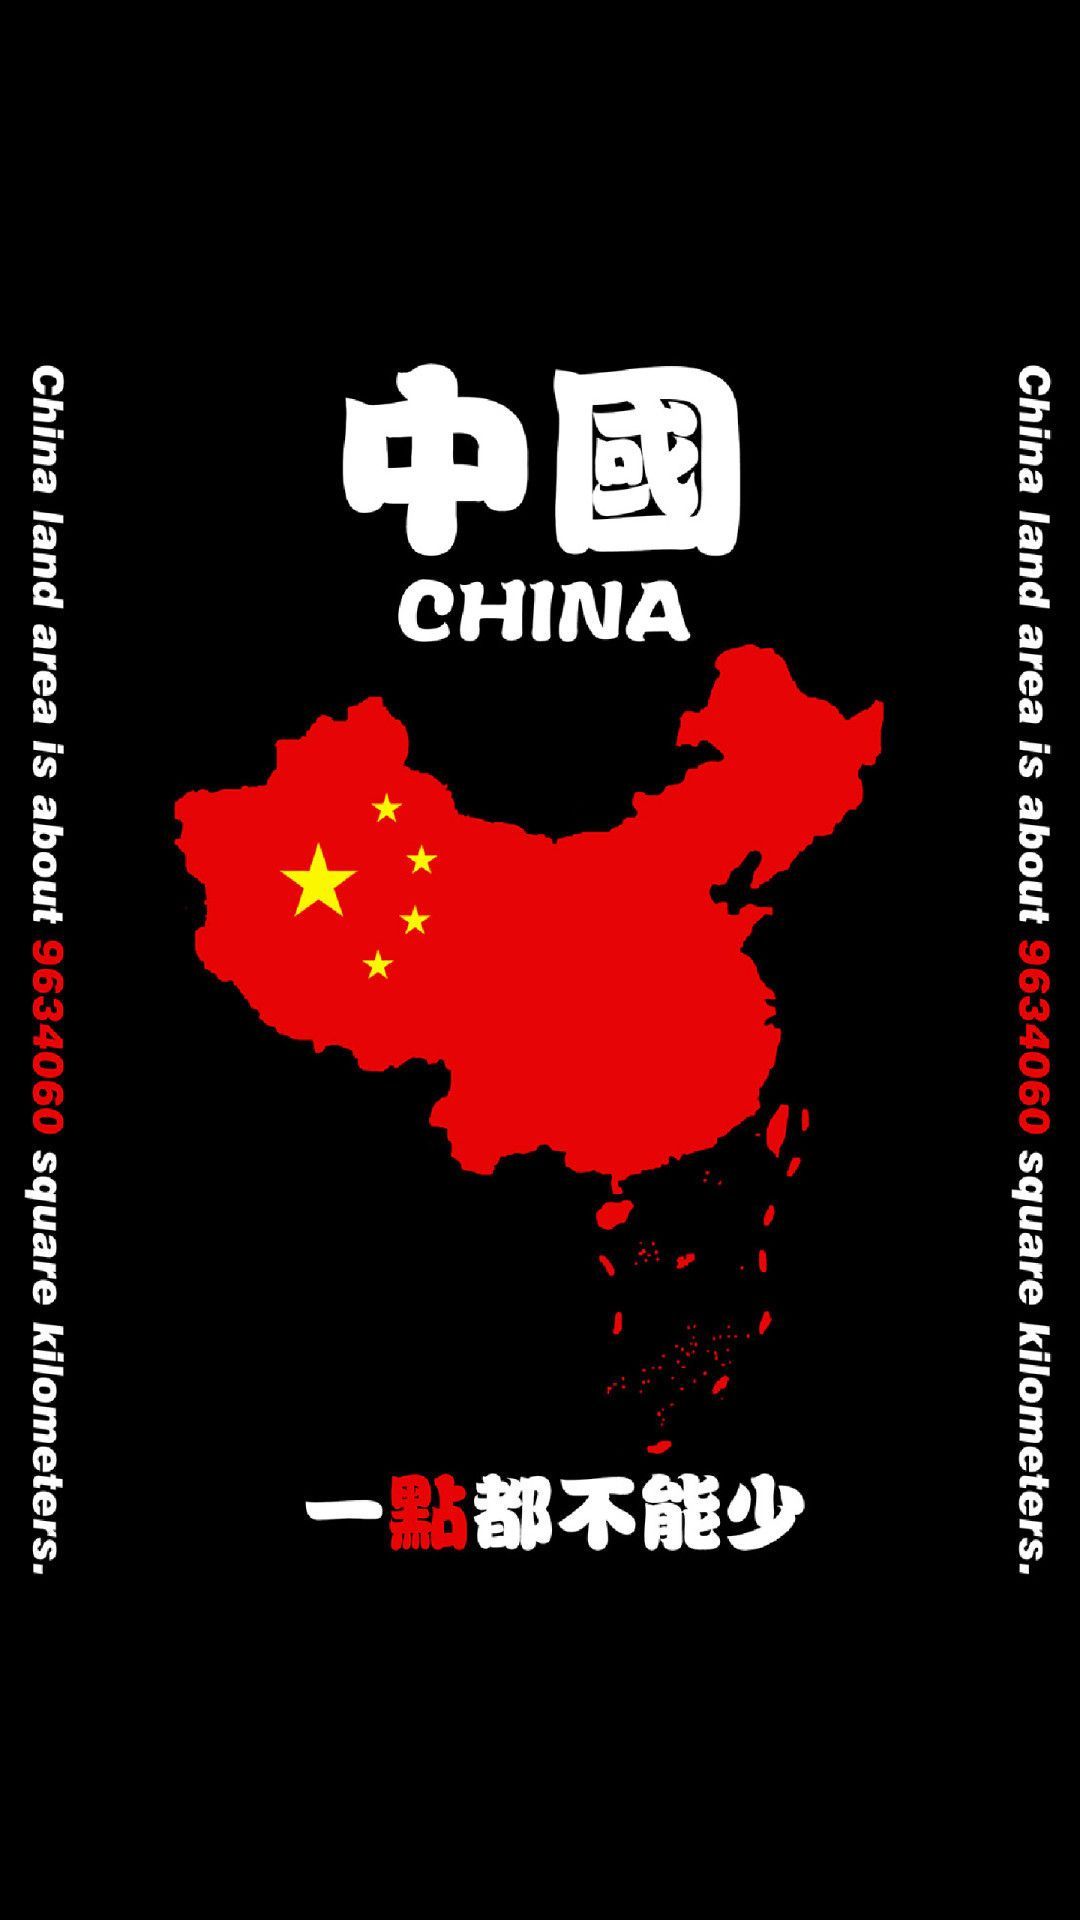 中國
CHINA
China land area is about 9634060 square kilometers.
China land area is about 9634060 square kilometers.
一點都不能少